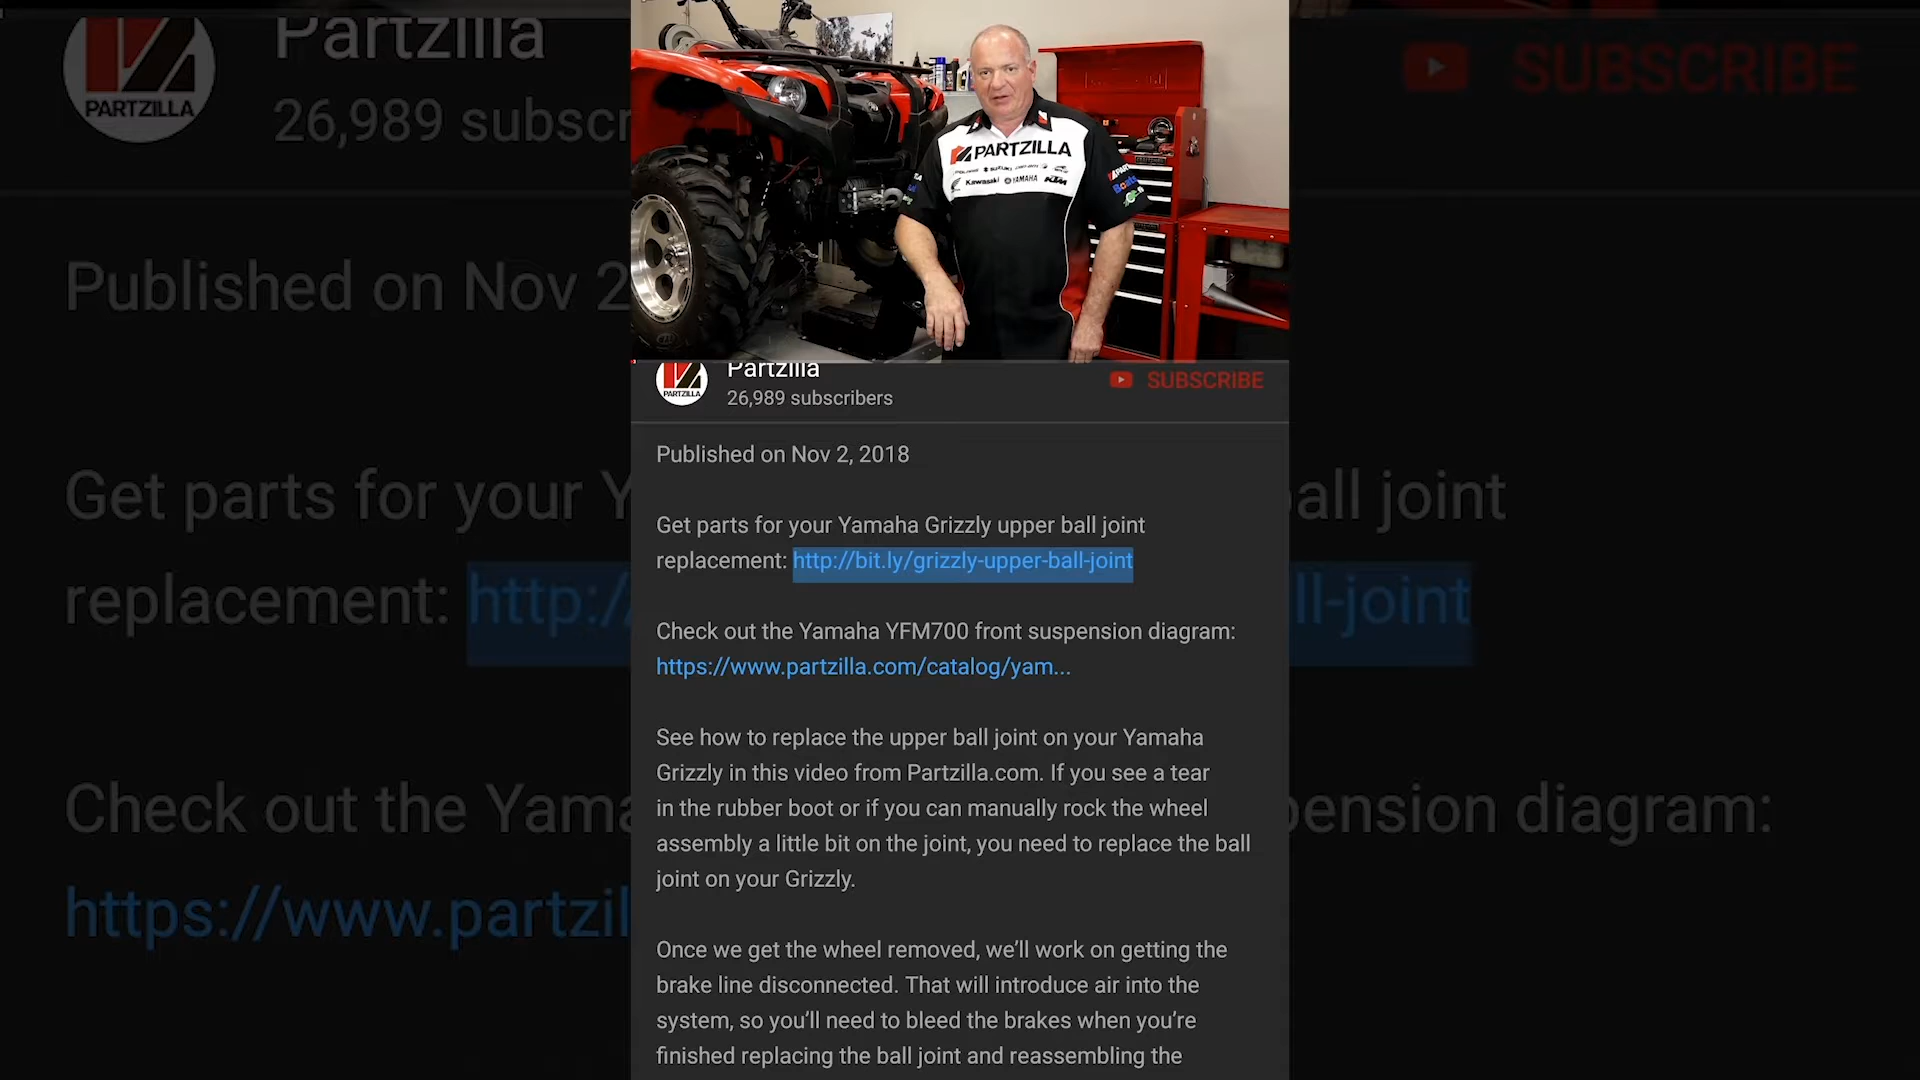 Partzilla
PARTZILLA
26,989 subscr
SUBSCRIBE
Published on Nov 2
Get parts for your Y
all joint
replacement: http:/
ll-joint
Check out the Yama
pension diagram:
https://www.partzil
PARTZILLA
SUZUKI
Kawasaki YAMAHA KTM
Boats
Partzilla
PARTZILLA
26,989 subscribers
SUBSCRIBE
Published on Nov 2, 2018
Get parts for your Yamaha Grizzly upper ball joint
replacement: http://bit.ly/grizzly-upper-ball-joint
Check out the Yamaha YFM700 front suspension diagram:
https://www.partzilla.com/catalog/yam...
See how to replace the upper ball joint on your Yamaha
Grizzly in this video from Partzilla.com. If you see a tear
in the rubber boot or if you can manually rock the wheel
assembly a little bit on the joint, you need to replace the ball
joint on your Grizzly.
Once we get the wheel removed, we’ll work on getting the
brake line disconnected. That will introduce air into the
system, so you’ll need to bleed the brakes when you’re
finished replacing the ball joint and reassembling the